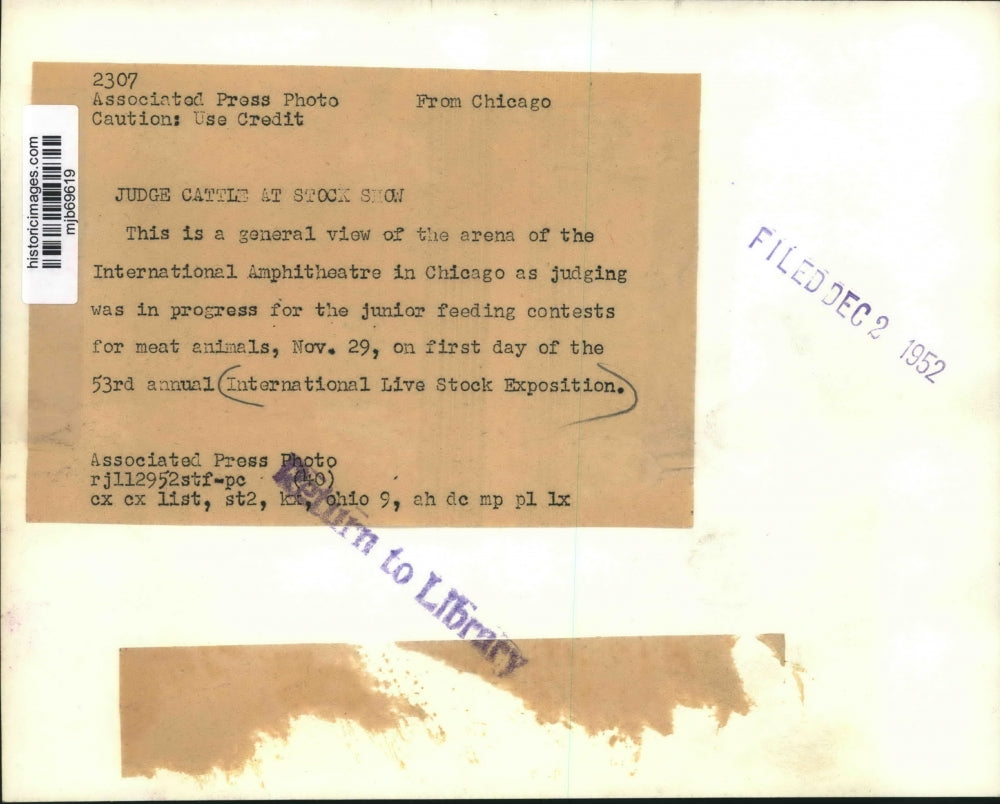 2307
Associated Press Photo From Chicago
Caution: Use Credit
historicimages.com
mjb69619
JUDGE CATTLE AT STOCK SHOW
This is a general view of the arena of the
International Amphitheatre in Chicago as judging
was in progress for the junior feeding contests
for meat animals, Nov. 29, on first day of the
53rd annual (International Live Stock Exposition.)
FILED DEC 2 1952
Associated Press Photo
rj112952stf-pc (40)
cx cx list, st2, kx, ohio 9, ah dc mp pl lx
Return to Library